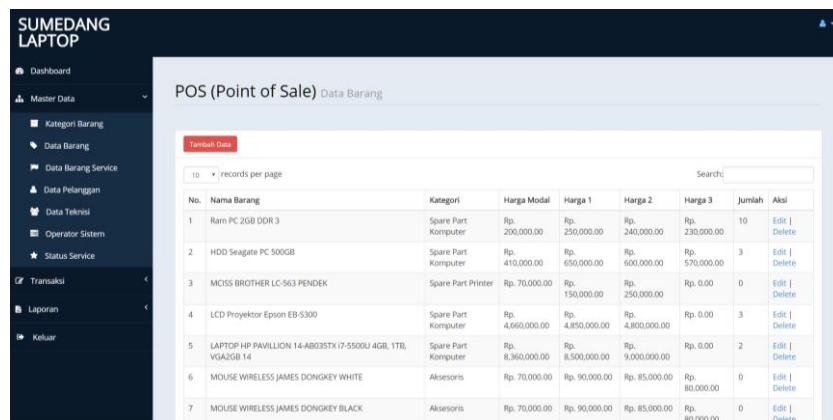 SUMEDANG
LAPTOP
Dashboard
Master Data
Kategori Barang
Data Barang
Data Barang Service
Data Pelanggan
Data Teknisi
Operator Sistem
Status Service
Transaksi
Laporan
Keluar
POS (Point of Sale) Data Barang
Tambah Data
10 records per page Search:
No. Nama Barang Kategori Harga Modal Harga 1 Harga 2 Harga 3 Jumlah Aksi
1 Ram PC 2GB DDR 3 Spare Part Rp. Rp. Rp. Rp. 10 Edit |
Komputer 200,000.00 250,000.00 240,000.00 230,000.00 Delete
2 HDD Seagate PC 500GB Spare Part Rp. Rp. Rp. Rp. 3 Edit |
Komputer 410,000.00 650,000.00 600,000.00 570,000.00 Delete
3 MCISS BROTHER LC-563 PENDEK Spare Part Printer Rp. 70,000.00 Rp. Rp. Rp. 0.00 0 Edit |
150,000.00 250,000.00 Delete
4 LCD Proyektor Epson EB-S300 Spare Part Rp. Rp. Rp. Rp. 0.00 3 Edit |
Komputer 4,660,000.00 4,850,000.00 4,800,000.00 Delete
5 LAPTOP HP PAVILLION 14-AB035TX i7-5500U 4GB, 1TB, Spare Part Rp. Rp. Rp. Rp. 0.00 2 Edit |
VGA2GB 14 Komputer 8,360,000.00 8,500,000.00 9,000,000.00 Delete
6 MOUSE WIRELESS JAMES DONGKEY WHITE Aksesoris Rp. 70,000.00 Rp. 90,000.00 Rp. 85,000.00 Rp. 0 Edit |
80,000.00 Delete
7 MOUSE WIRELESS JAMES DONGKEY BLACK Aksesoris Rp. 70,000.00 Rp. 90,000.00 Rp. 85,000.00 Rp. 0 Edit |
80,000.00 Delete